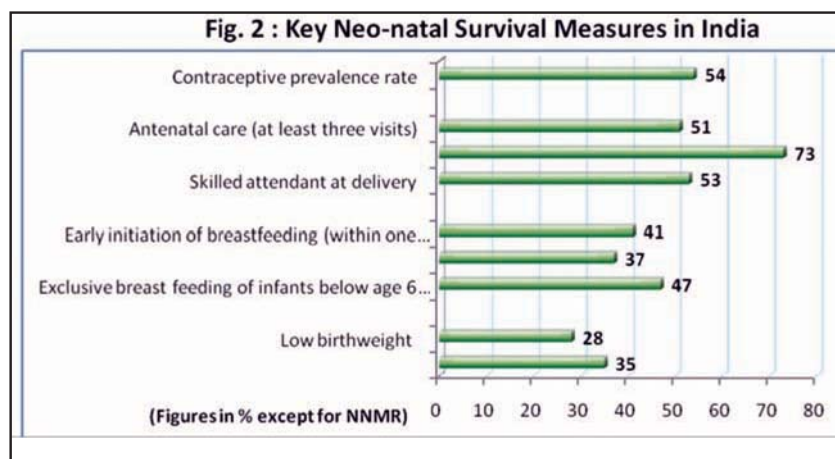 Fig. 2 : Key Neo-natal Survival Measures in India
Contraceptive prevalence rate
54
Antenatal care (at least three visits)
51
73
Skilled attendant at delivery
53
Early initiation of breastfeeding (within one...
41
37
Exclusive breast feeding of infants below age 6...
47
Low birthweight
28
35
(Figures in % except for NNMR)
0 10 20 30 40 50 60 70 80